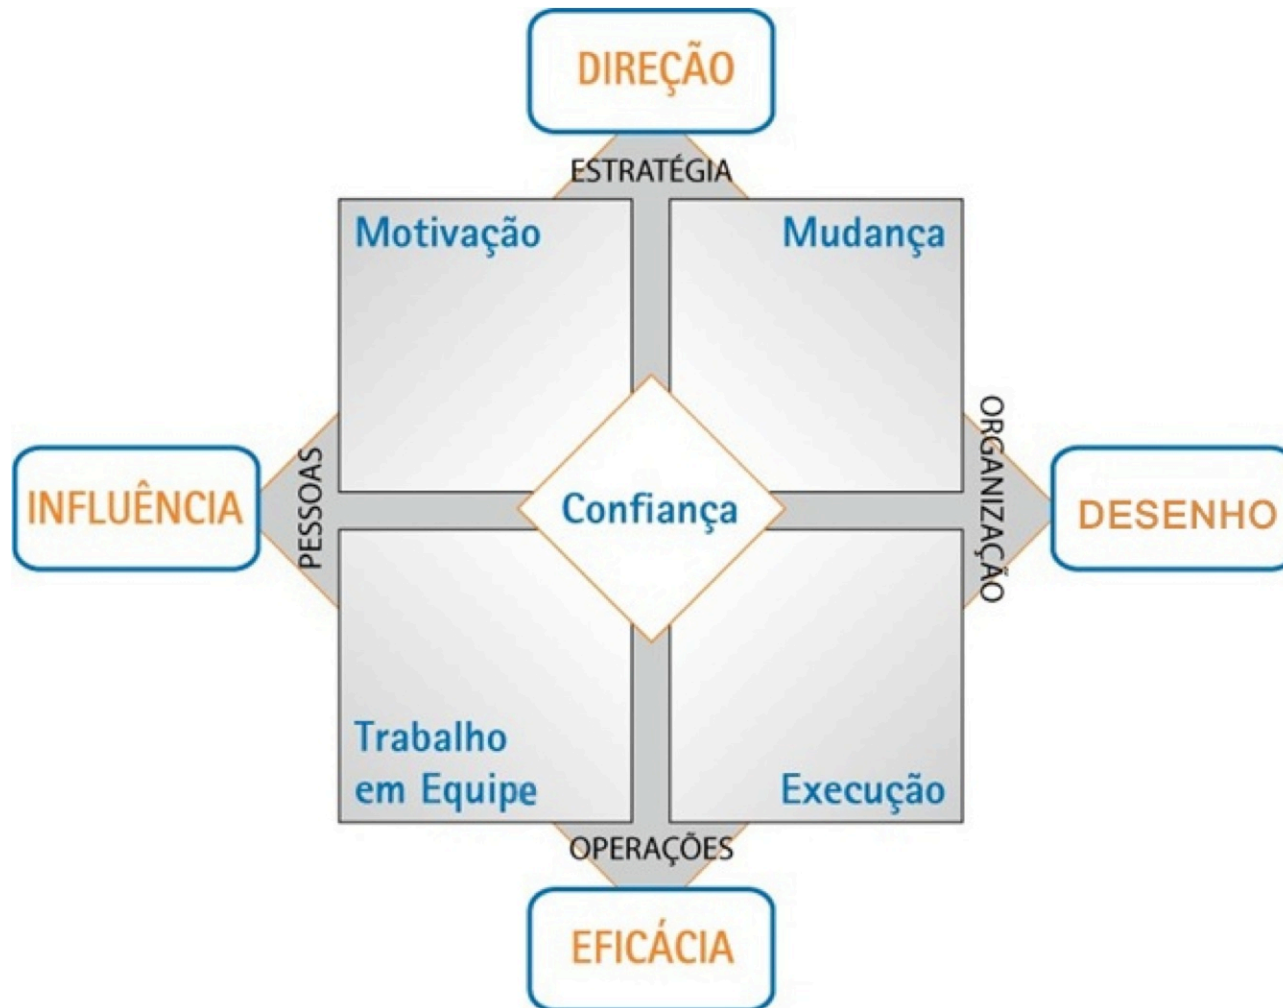 DIREÇÃO
ESTRATÉGIA
Motivação
Mudança
INFLUÊNCIA
PESSOAS
Confiança
ORGANIZAÇÃO
DESENHO
Trabalho
em Equipe
Execução
OPERAÇÕES
EFICÁCIA